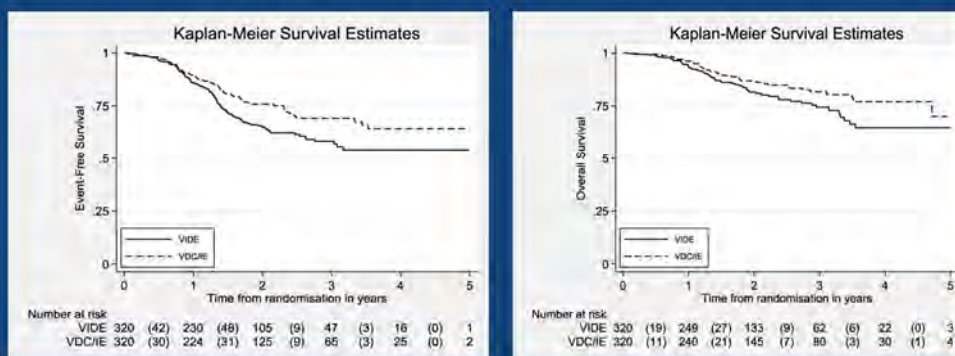 Kaplan-Meier Survival Estimates
1
.75
.5
.25
0
Event-Free Survival
VIDE
VDC/IE
0 1 2 3 4 5
Time from randomisation in years
Number at risk
VIDE 320 (42) 230 (48) 105 (9) 47 (3) 16 (0) 1
VDC/IE 320 (30) 224 (31) 125 (9) 65 (3) 25 (0) 2
Kaplan-Meier Survival Estimates
1
.75
.5
.25
0
Overall Survival
VIDE
VDC/IE
0 1 2 3 4 5
Time from randomisation in years
Number at risk
VIDE 320 (19) 249 (27) 133 (9) 62 (6) 22 (0) 3
VDC/IE 320 (11) 240 (21) 145 (7) 80 (3) 30 (1) 4